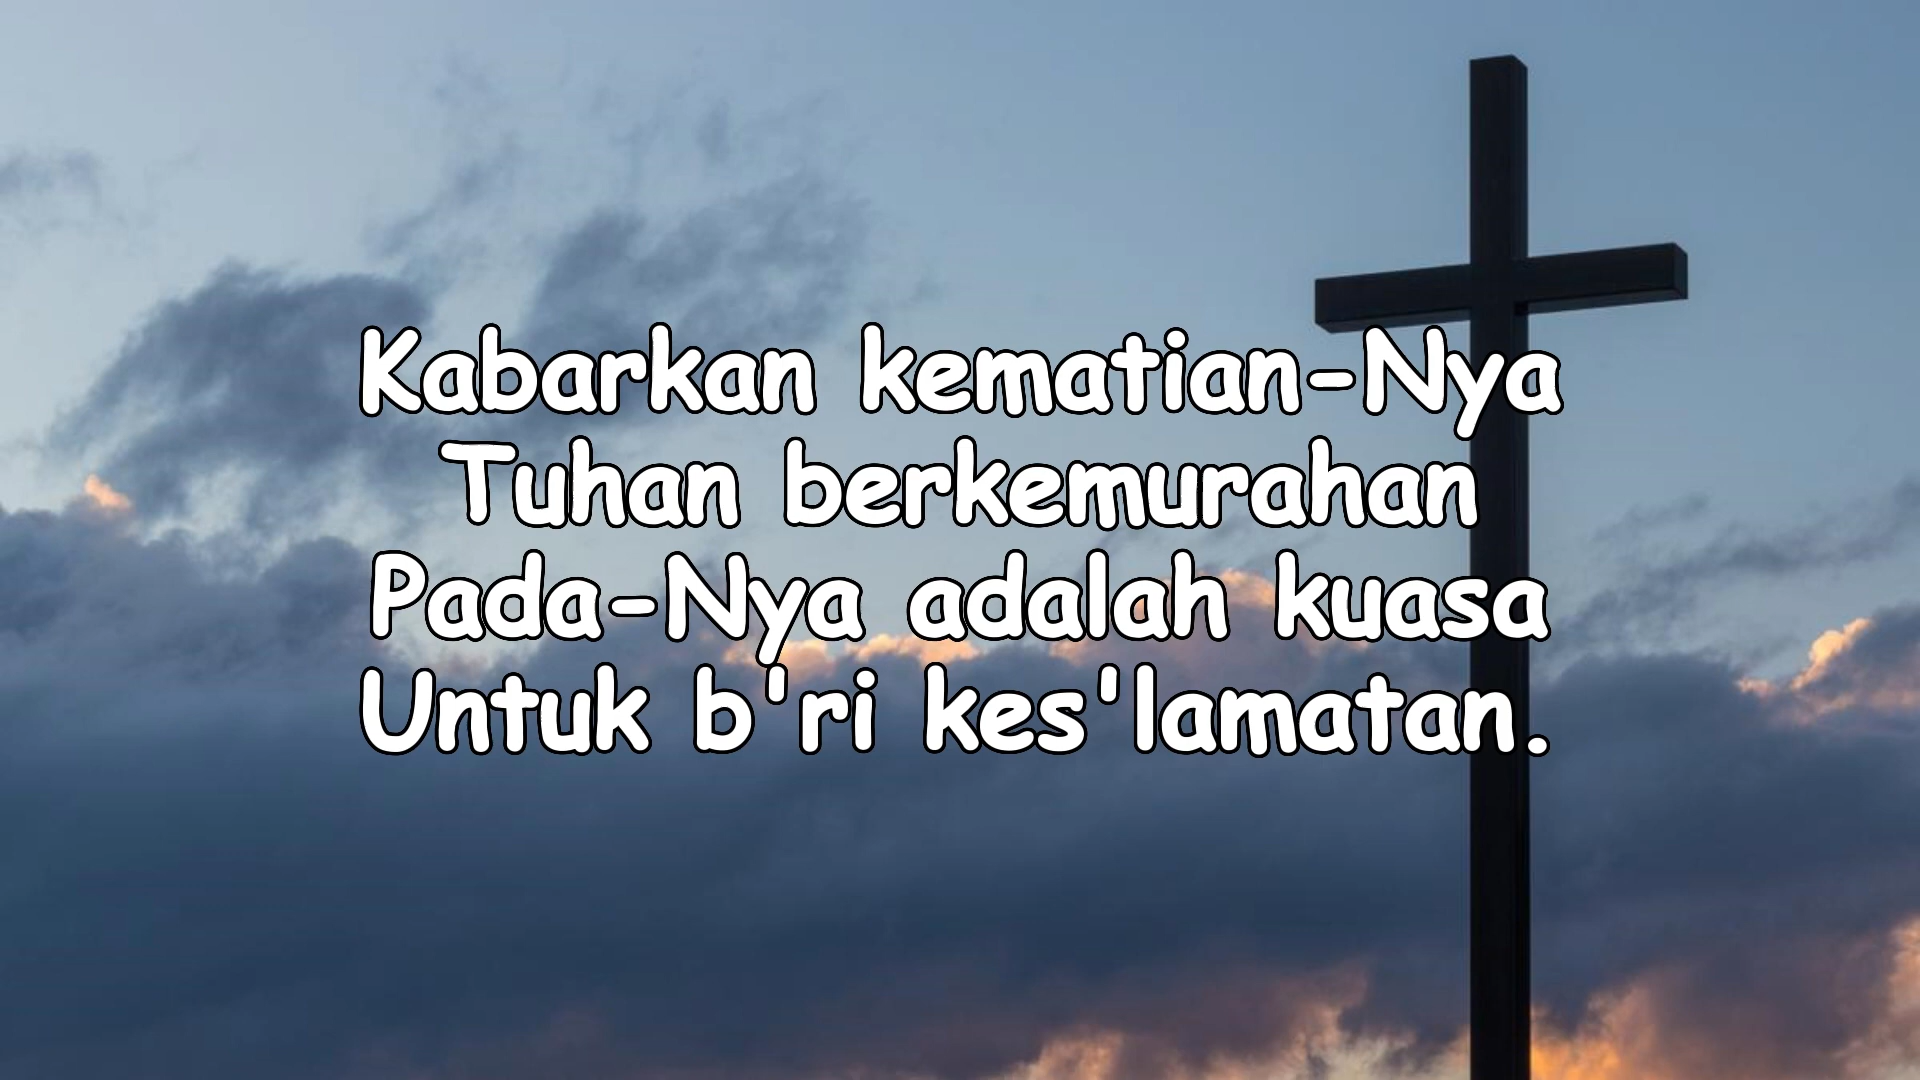 Kabarkan kematian-Nya
Tuhan berkemurahan
Pada-Nya adalah kuasa
Untuk b'ri kes'lamatan.